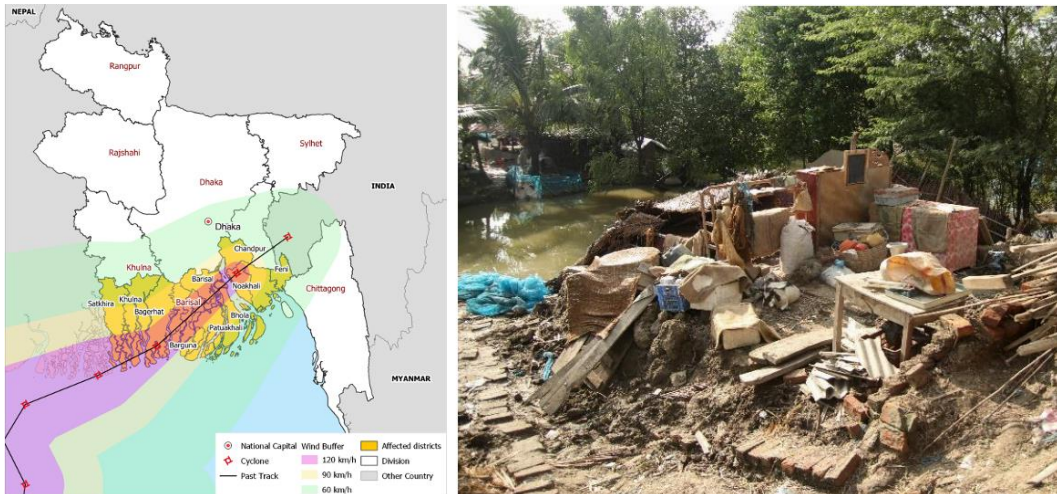 NEPAL
Rangpur
Rajshahi
Sylhet
Dhaka
INDIA
Dhaka
Chandpur
Khulna
Feni
Barisal
Noakhali
Chittagong
Khulna
Satkhira
Barisal
Bagerhat
Bhola
Patuakhali
Barguna
MYANMAR
National Capital
Cyclone
Past Track
Wind Buffer
120 km/h
90 km/h
60 km/h
Affected districts
Division
Other Country